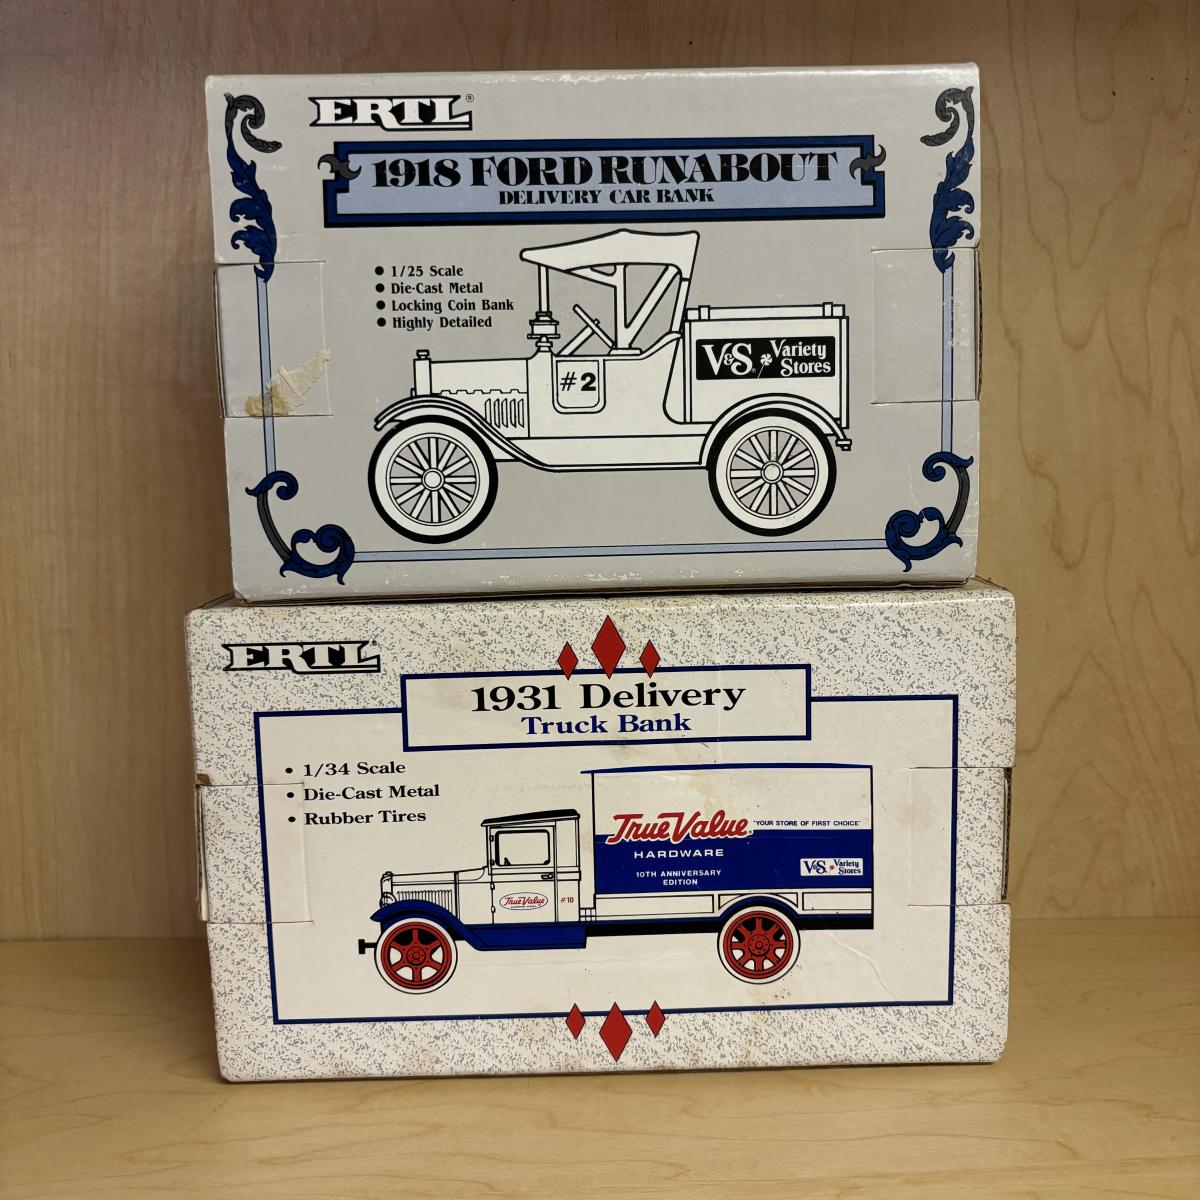 ERTL®
1918 FORD RUNABOUT
DELIVERY CAR BANK
● 1/25 Scale
● Die-Cast Metal
● Locking Coin Bank
● Highly Detailed
V&S® Variety
Stores
#2
ERTL®
1931 Delivery
Truck Bank
• 1/34 Scale
• Die-Cast Metal
• Rubber Tires
True Value® "YOUR STORE OF FIRST CHOICE"
HARDWARE
10TH ANNIVERSARY
EDITION
V&S Variety
Stores
True Value #10